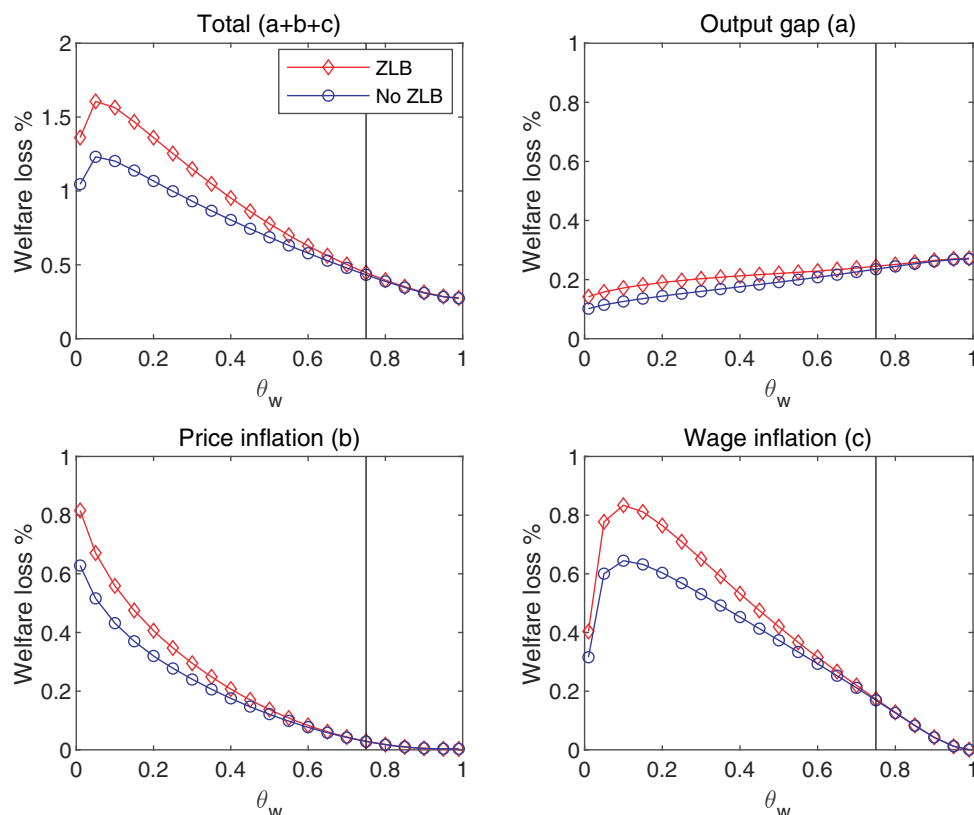 Total (a+b+c)
Welfare loss %
2
1.5
1
0.5
0
ZLB
No ZLB
0 0.2 0.4 0.6 0.8 1
θw
Output gap (a)
Welfare loss %
1
0.8
0.6
0.4
0.2
0
0 0.2 0.4 0.6 0.8 1
θw
Price inflation (b)
Welfare loss %
1
0.8
0.6
0.4
0.2
0
0 0.2 0.4 0.6 0.8 1
θw
Wage inflation (c)
Welfare loss %
1
0.8
0.6
0.4
0.2
0
0 0.2 0.4 0.6 0.8 1
θw